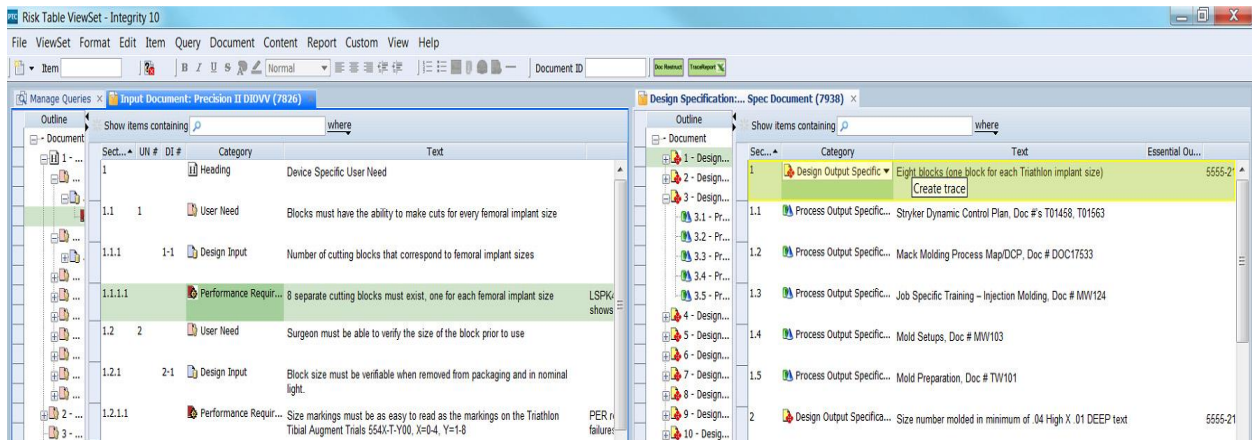 PTC Risk Table ViewSet - Integrity 10
File ViewSet Format Edit Item Query Document Content Report Custom View Help
Item B I U S Normal Document ID Doc Restruct TraceReport
Manage Queries × Input Document: Precision II DIOVV (7826)
Outline Show items containing where
- Document
Sect... UN # DI # Category Text
1 - ...
1 Heading Device Specific User Need
...
1.1 1 User Need Blocks must have the ability to make cuts for every femoral implant size
...
1.1.1 1-1 Design Input Number of cutting blocks that correspond to femoral implant sizes
...
1.1.1.1 Performance Requir... 8 separate cutting blocks must exist, one for each femoral implant size LSPK
shows
...
1.2 2 User Need Surgeon must be able to verify the size of the block prior to use
...
1.2.1 2-1 Design Input Block size must be verifiable when removed from packaging and in nominal
light.
...
2 - ...
1.2.1.1 Performance Requir... Size markings must be as easy to read as the markings on the Triathlon PER
Tibial Augment Trials 554X-T-Y00, X=0-4, Y=1-8 failures
3 - ...
Design Specification:... Spec Document (7938) ×
Outline Show items containing where
- Document
Sec... Category Text Essential Ou...
1 - Design...
2 - Design...
3 - Design...
3.1 - Pr...
3.2 - Pr...
3.3 - Pr...
3.4 - Pr...
3.5 - Pr...
4 - Design...
5 - Design...
6 - Design...
7 - Design...
8 - Design...
9 - Design...
10 - Desig...
1 Design Output Specific Eight blocks (one block for each Triathlon implant size) 5555-2
Create trace
1.1 Process Output Specific... Stryker Dynamic Control Plan, Doc #'s T01458, T01563
1.2 Process Output Specific... Mack Molding Process Map/DCP, Doc # DOC17533
1.3 Process Output Specific... Job Specific Training – Injection Molding, Doc # MW124
1.4 Process Output Specific... Mold Setups, Doc # MW103
1.5 Process Output Specific... Mold Preparation, Doc # TW101
2 Design Output Specifica... Size number molded in minimum of .04 High X .01 DEEP text 5555-21